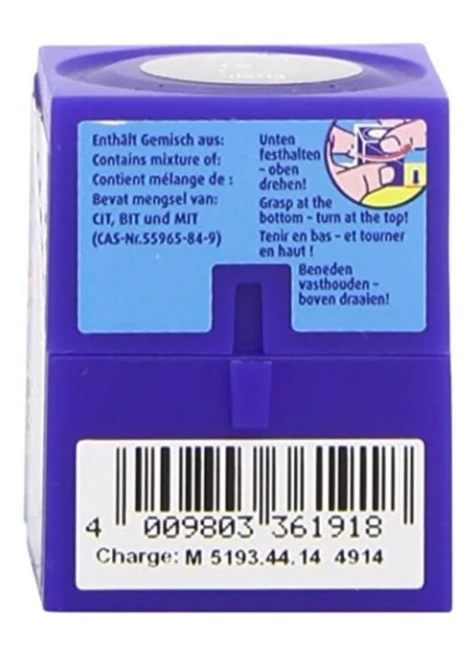 Enthält Gemisch aus:
Contains mixture of:
Contient mélange de :
Bevat mengsel van:
CIT, BIT und MIT
(CAS-Nr.55965-84-9)
Unten
festhalten
- oben
drehen!
Grasp at the
bottom - turn at the top!
Tenir en bas - et tourner
en haut !
Beneden
vasthouden -
boven draaien!
4 009803 361918
Charge: M 5193.44.14 4914